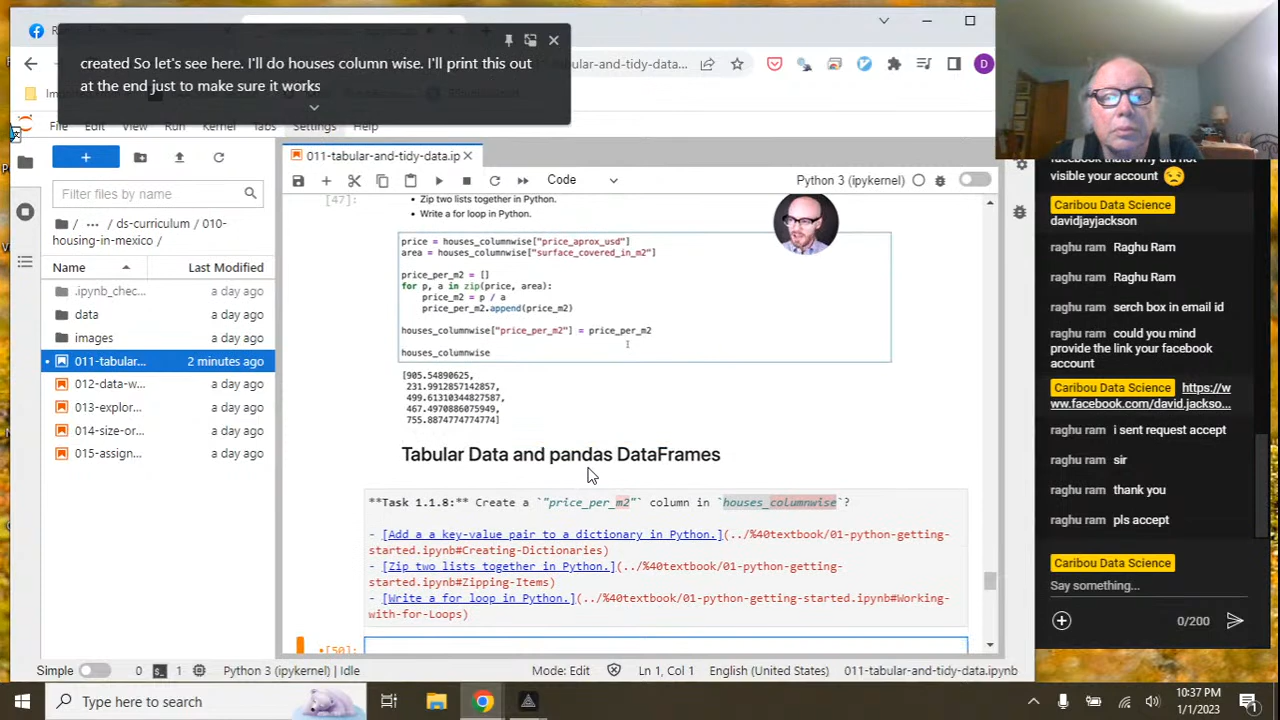 created So let's see here. I'll do houses column wise. I'll print this out
at the end just to make sure it works
tabular-and-tidy-data...
D
File Edit View Run Kernel Tabs Settings Help
011-tabular-and-tidy-data.ip
Code
Python 3 (ipykernel)
Filter files by name
/ ... / ds-curriculum / 010-
housing-in-mexico /
Name Last Modified
.ipynb_chec... a day ago
data a day ago
images a day ago
011-tabular... 2 minutes ago
012-data-w... a day ago
013-explor... a day ago
014-size-or... a day ago
015-assign... a day ago
[47]:
• Zip two lists together in Python.
• Write a for loop in Python.
price = houses_columnwise["price_aprox_usd"]
area = houses_columnwise["surface_covered_in_m2"]
price_per_m2 = []
for p, a in zip(price, area):
price_m2 = p / a
price_per_m2.append(price_m2)
houses_columnwise["price_per_m2"] = price_per_m2
houses_columnwise
[905.54890625,
231.9912857142857,
499.61310344827587,
467.4970886075949,
755.8874774774774]
Tabular Data and pandas DataFrames
**Task 1.1.8:** Create a `"price_per_m2"` column in `houses_columnwise`?
- [Add a a key-value pair to a dictionary in Python.](../%40textbook/01-python-getting-
started.ipynb#Creating-Dictionaries)
- [Zip two lists together in Python.](../%40textbook/01-python-getting-
started.ipynb#Zipping-Items)
- [Write a for loop in Python.](../%40textbook/01-python-getting-started.ipynb#Working-
with-for-Loops)
[50]:
Simple 0 1 Python 3 (ipykernel) | Idle Mode: Edit Ln 1, Col 1 English (United States) 011-tabular-and-tidy-data.ipynb
facebook thats why did not
visible your account 😒
Caribou Data Science
davidjayjackson
raghu ram Raghu Ram
raghu ram Raghu Ram
raghu ram serch box in email id
raghu ram could you mind
provide the link your facebook
account
Caribou Data Science https://w
ww.facebook.com/david.jackso...
raghu ram i sent request accept
raghu ram sir
raghu ram thank you
raghu ram pls accept
Caribou Data Science
Say something...
0/200
Type here to search
10:37 PM
1/1/2023
1